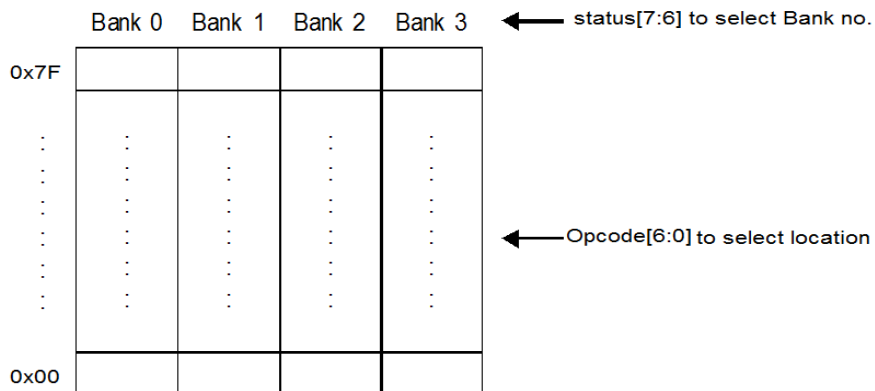 Bank 0 Bank 1 Bank 2 Bank 3 status[7:6] to select Bank no.
0x7F
Opcode[6:0] to select location
0x00